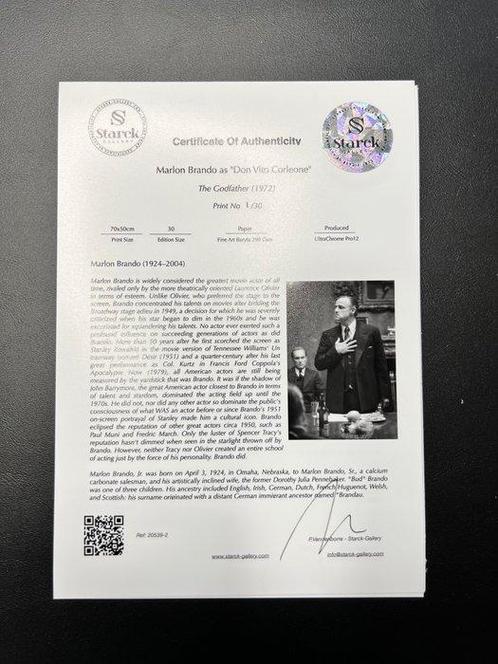 Starck
GALLERY
Certificate Of Authenticity
Starck
GALLERY
Marlon Brando as "Don Vito Corleone"
The Godfather (1972)
Print No 1/30
70x50cm
30
Paper
Produced
Print Size
Edition Size
Fine Art Baryta 290 Gsm
UltraChrome Pro12
Marlon Brando (1924–2004)
Marlon Brando is widely considered the greatest movie actor of all
time, rivaled only by the more theatrically oriented Laurence Olivier
in terms of esteem. Unlike Olivier, who preferred the stage to the
screen, Brando concentrated his talents on movies after bidding the
Broadway stage adieu in 1949, a decision for which he was severely
criticized when his star began to dim in the 1960s and he was
excoriated for squandering his talents. No actor ever exerted such a
profound influence on succeeding generations of actors as did
Brando. More than 50 years after he first scorched the screen as
Stanley Kowalski in the movie version of Tennessee Williams' Un
tramway nommé Désir (1951) and a quarter-century after his last
great performance as Col. Kurtz in Francis Ford Coppola's
Apocalypse Now (1979), all American actors are still being
measured by the yardstick that was Brando. It was if the shadow of
John Barrymore, the great American actor closest to Brando in terms
of talent and stardom, dominated the acting field up until the
1970s. He did not, nor did any other actor so dominate the public's
consciousness of what WAS an actor before or since Brando's 1951
on-screen portrayal of Stanley made him a cultural icon. Brando
eclipsed the reputation of other great actors circa 1950, such as
Paul Muni and Fredric March. Only the luster of Spencer Tracy's
reputation hasn't dimmed when seen in the starlight thrown off by
Brando. However, neither Tracy nor Olivier created an entire school
of acting just by the force of his personality. Brando did.
Marlon Brando, Jr. was born on April 3, 1924, in Omaha, Nebraska, to Marlon Brando, Sr., a calcium
carbonate salesman, and his artistically inclined wife, the former Dorothy Julia Pennebaker. "Bud" Brando
was one of three children. His ancestry included English, Irish, German, Dutch, French Huguenot, Welsh,
and Scottish; his surname originated with a distant German immigrant ancestor named "Brandau.
Ref: 20539-2
P.Vandenborre - Starck-Gallery
www.starck-gallery.com
info@starck-gallery.com